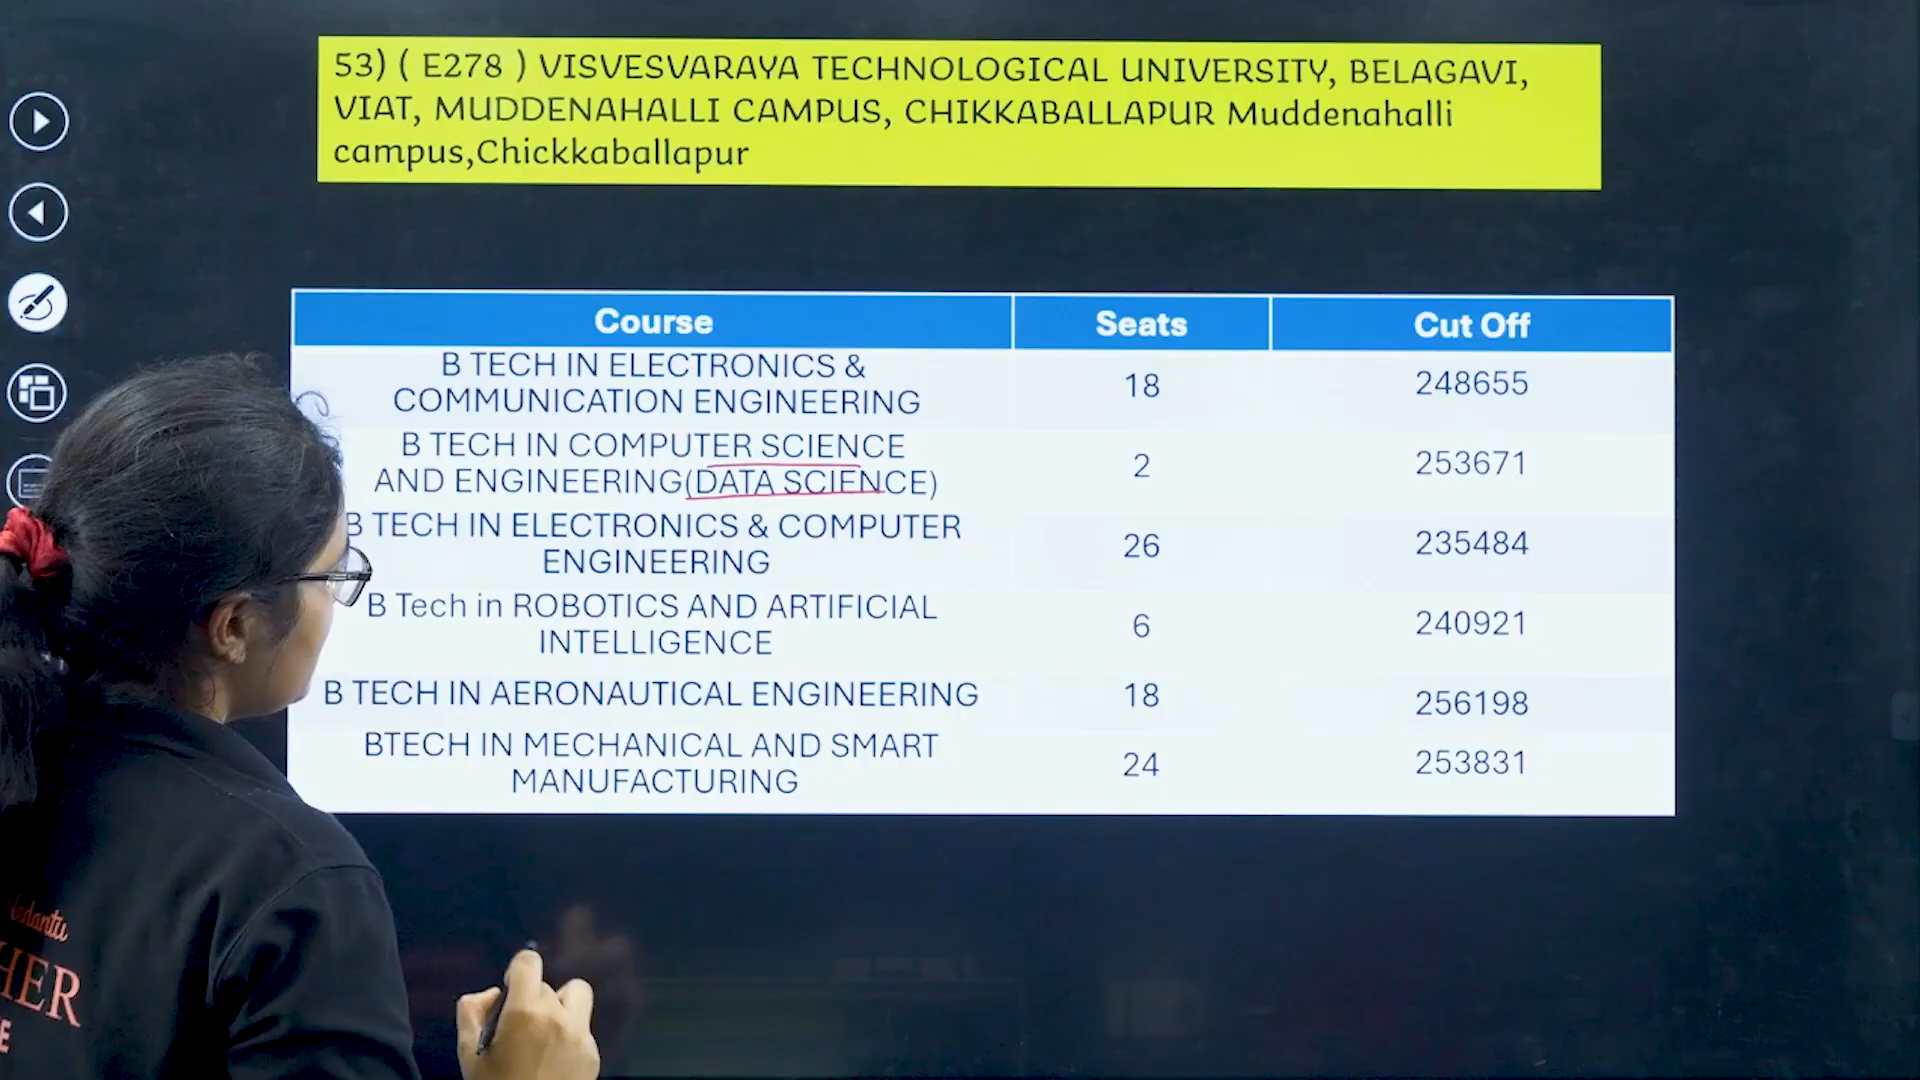 53) ( E278 ) VISVESVARAYA TECHNOLOGICAL UNIVERSITY, BELAGAVI,
VIAT, MUDDENAHALLI CAMPUS, CHIKKABALLAPUR Muddenahalli
campus,Chickkaballapur
Course Seats Cut Off
B TECH IN ELECTRONICS &
COMMUNICATION ENGINEERING 18 248655
B TECH IN COMPUTER SCIENCE
AND ENGINEERING(DATA SCIENCE) 2 253671
B TECH IN ELECTRONICS & COMPUTER
ENGINEERING 26 235484
B Tech in ROBOTICS AND ARTIFICIAL
INTELLIGENCE 6 240921
B TECH IN AERONAUTICAL ENGINEERING 18 256198
BTECH IN MECHANICAL AND SMART
MANUFACTURING 24 253831
Vedantu
HER
E